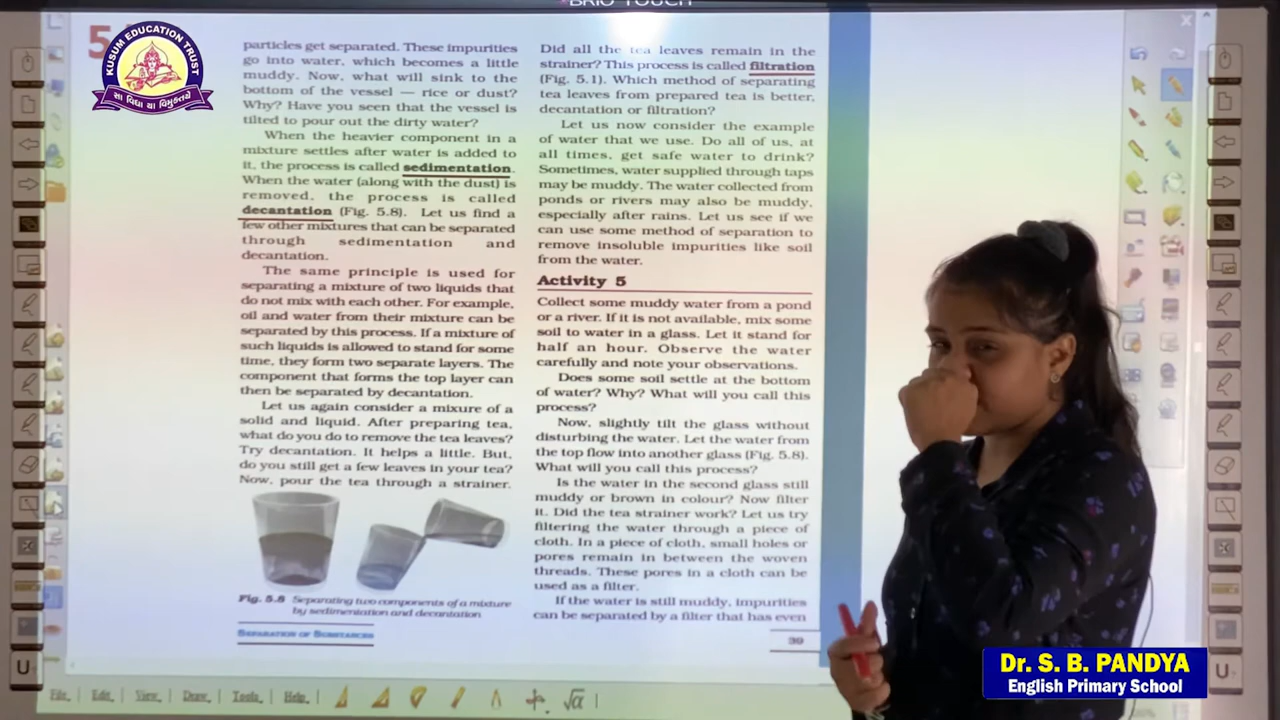 BRIO TOUCH
5
KUSUM EDUCATION TRUST
સા વિદ્યા યા વિમુક્તયે
particles get separated. These impurities
go into water, which becomes a little
muddy. Now, what will sink to the
bottom of the vessel — rice or dust?
Why? Have you seen that the vessel is
tilted to pour out the dirty water?
When the heavier component in a
mixture settles after water is added to
it, the process is called sedimentation.
When the water (along with the dust) is
removed, the process is called
decantation (Fig. 5.8). Let us find a
few other mixtures that can be separated
through sedimentation and
decantation.
The same principle is used for
separating a mixture of two liquids that
do not mix with each other. For example,
oil and water from their mixture can be
separated by this process. If a mixture of
such liquids is allowed to stand for some
time, they form two separate layers. The
component that forms the top layer can
then be separated by decantation.
Let us again consider a mixture of a
solid and liquid. After preparing tea,
what do you do to remove the tea leaves?
Try decantation. It helps a little. But,
do you still get a few leaves in your tea?
Now, pour the tea through a strainer.
Fig. 5.8 Separating two components of a mixture
by sedimentation and decantation
SEPARATION OF SUBSTANCES
Did all the tea leaves remain in the
strainer? This process is called filtration
(Fig. 5.1). Which method of separating
tea leaves from prepared tea is better,
decantation or filtration?
Let us now consider the example
of water that we use. Do all of us, at
all times, get safe water to drink?
Sometimes, water supplied through taps
may be muddy. The water collected from
ponds or rivers may also be muddy,
especially after rains. Let us see if we
can use some method of separation to
remove insoluble impurities like soil
from the water.
Activity 5
Collect some muddy water from a pond
or a river. If it is not available, mix some
soil to water in a glass. Let it stand for
half an hour. Observe the water
carefully and note your observations.
Does some soil settle at the bottom
of water? Why? What will you call this
process?
Now, slightly tilt the glass without
disturbing the water. Let the water from
the top flow into another glass (Fig. 5.8).
What will you call this process?
Is the water in the second glass still
muddy or brown in colour? Now filter
it. Did the tea strainer work? Let us try
filtering the water through a piece of
cloth. In a piece of cloth, small holes or
pores remain in between the woven
threads. These pores in a cloth can be
used as a filter.
If the water is still muddy, impurities
can be separated by a filter that has even
39
File. Edit. View. Draw. Tools. Help.
√α
U
U
Dr. S. B. PANDYA
English Primary School